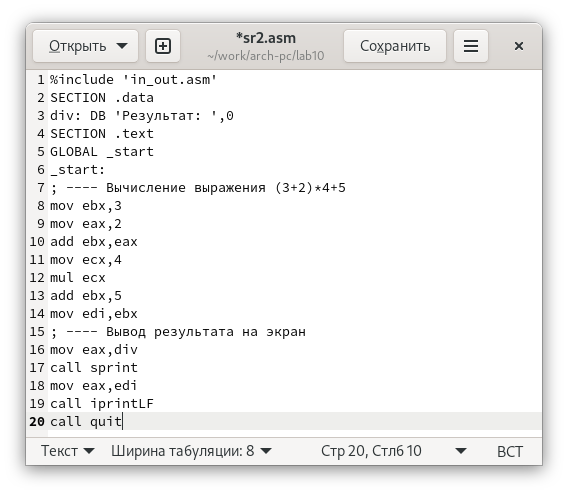 Открыть
*sr2.asm
~/work/arch-pc/lab10
Сохранить
1 %include 'in_out.asm'
2 SECTION .data
3 div: DB 'Результат: ',0
4 SECTION .text
5 GLOBAL _start
6 _start:
7 ; ---- Вычисление выражения (3+2)*4+5
8 mov ebx,3
9 mov eax,2
10 add ebx,eax
11 mov ecx,4
12 mul ecx
13 add ebx,5
14 mov edi,ebx
15 ; ---- Вывод результата на экран
16 mov eax,div
17 call sprint
18 mov eax,edi
19 call iprintLF
20 call quit
Текст Ширина табуляции: 8 Стр 20, Стлб 10 ВСТ